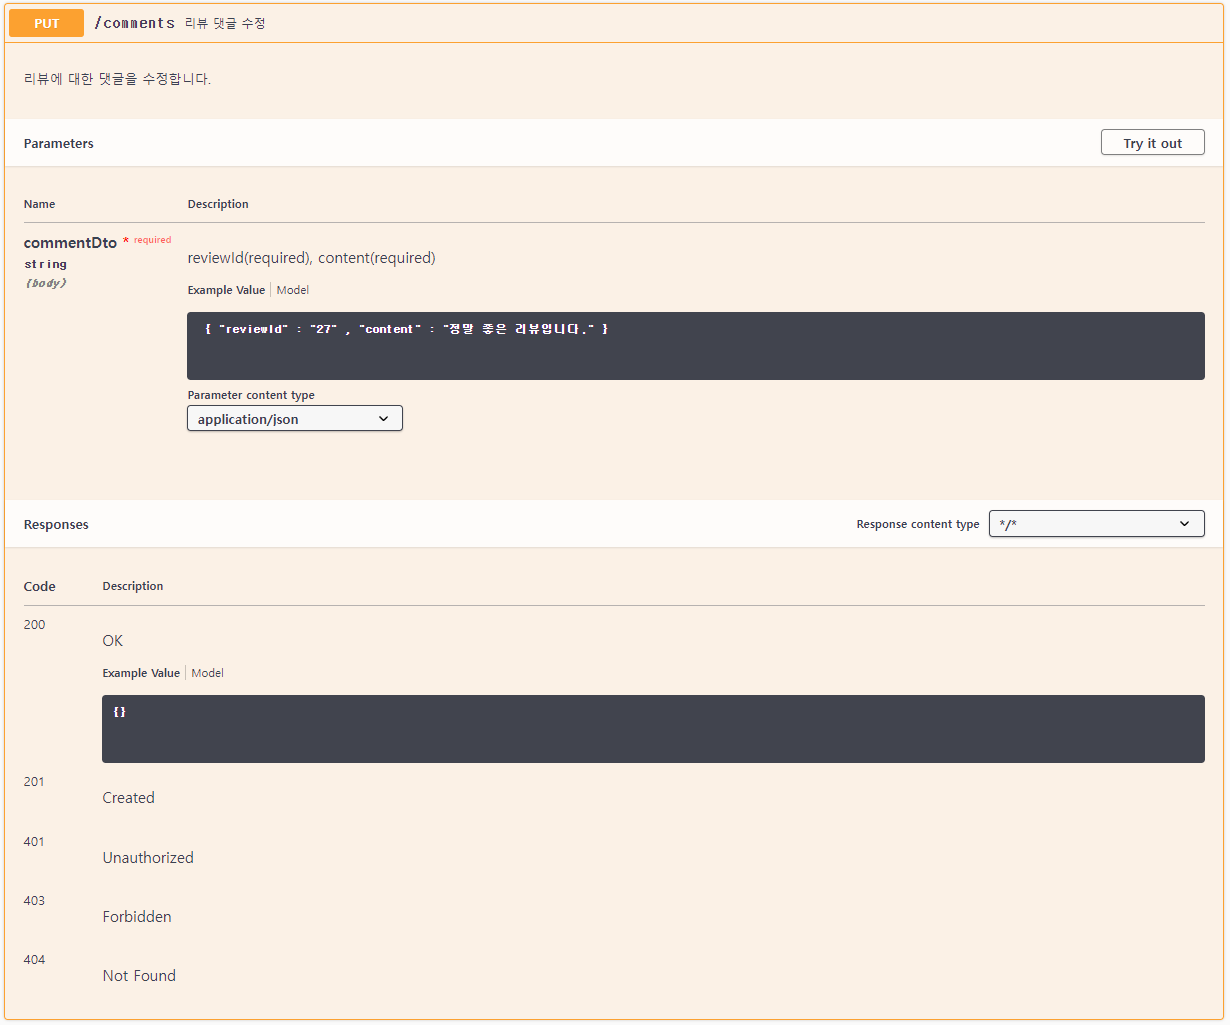 PUT /comments 리뷰 댓글 수정
리뷰에 대한 댓글을 수정합니다.
Parameters Try it out
Name Description
commentDto * required
string
(body)
reviewId(required), content(required)
Example Value Model
{ "reviewId" : "27" , "content" : "정말 좋은 리뷰입니다." }
Parameter content type
application/json
Responses Response content type */*
Code Description
200
OK
Example Value Model
{}
201
Created
401
Unauthorized
403
Forbidden
404
Not Found